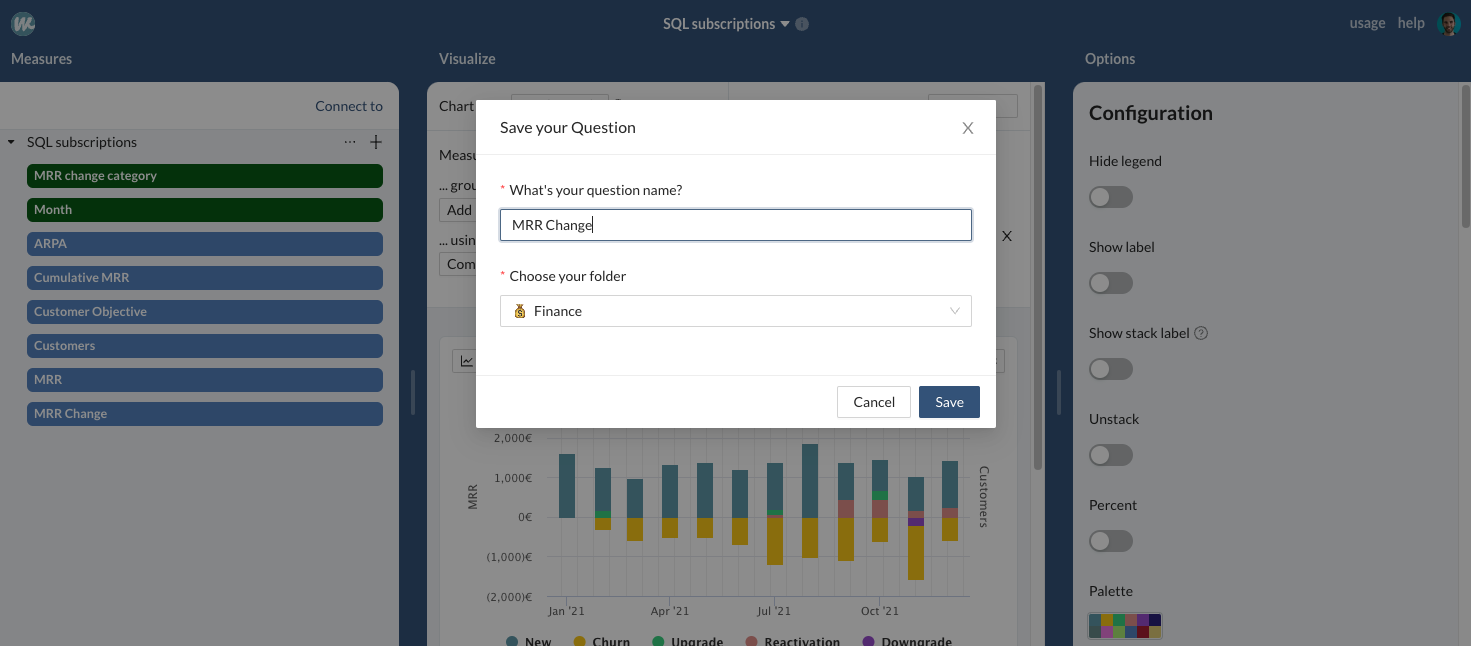 SQL subscriptions
usage help
Measures
Visualize
Options
Connect to
SQL subscriptions
MRR change category
Month
ARPA
Cumulative MRR
Customer Objective
Customers
MRR
MRR Change
Chart
Add
Save your Question
* What's your question name?
MRR Change
* Choose your folder
Finance
Cancel Save
2,000€
1,000€
0€
(1,000)€
(2,000)€
MRR
Customers
Jan '21 Apr '21 Jul '21 Oct '21
New Churn Upgrade Reactivation Downgrade
Configuration
Hide legend
Show label
Show stack label
Unstack
Percent
Palette